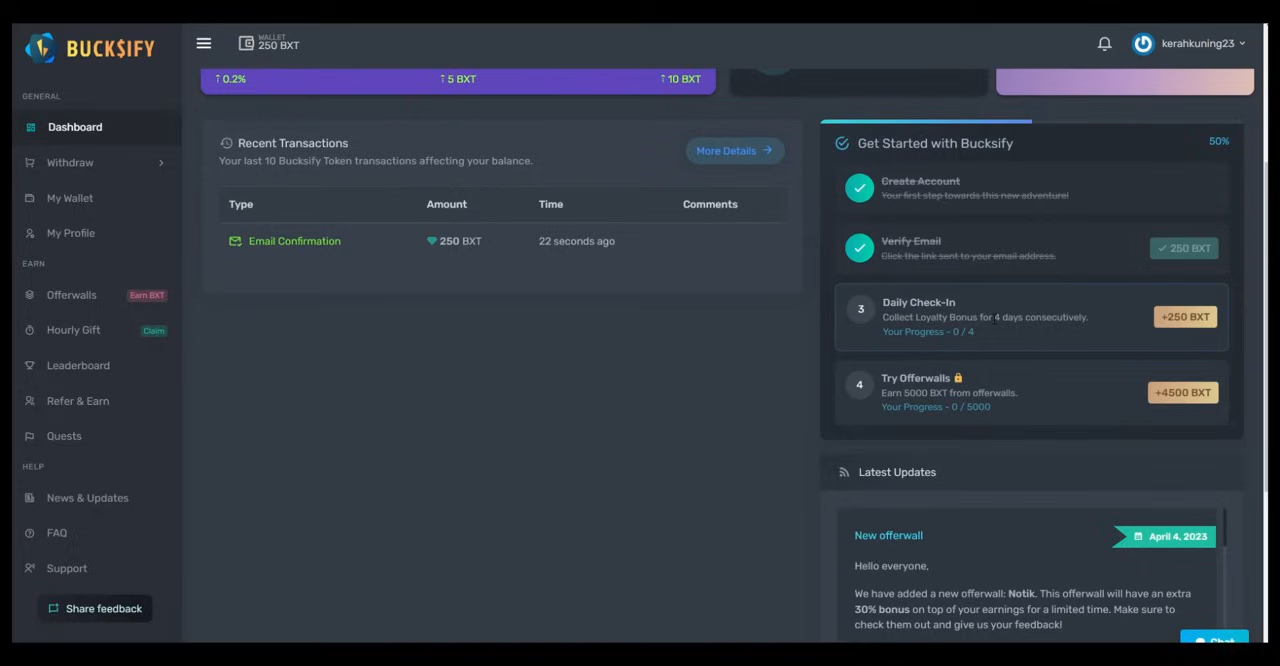 BUCK$IFY
WALLET
250 BXT
kerahkuning23
GENERAL
Dashboard
Withdraw
My Wallet
My Profile
EARN
Offerwalls
Earn BXT
Hourly Gift
Claim
Leaderboard
Refer & Earn
Quests
HELP
News & Updates
FAQ
Support
Share feedback
↑ 0.2%
↑ 5 BXT
↑ 10 BXT
Recent Transactions
Your last 10 Bucksify Token transactions affecting your balance.
More Details →
Type Amount Time Comments
Email Confirmation 250 BXT 22 seconds ago
Get Started with Bucksify
50%
Create Account
Your first step towards this new adventure!
Verify Email
Click the link sent to your email address.
✓ 250 BXT
3
Daily Check-In
Collect Loyalty Bonus for 4 days consecutively.
Your Progress - 0 / 4
+250 BXT
4
Try Offerwalls
Earn 5000 BXT from offerwalls.
Your Progress - 0 / 5000
+4500 BXT
Latest Updates
New offerwall
April 4, 2023
Hello everyone,
We have added a new offerwall: Notik. This offerwall will have an extra
30% bonus on top of your earnings for a limited time. Make sure to
check them out and give us your feedback!
Chat